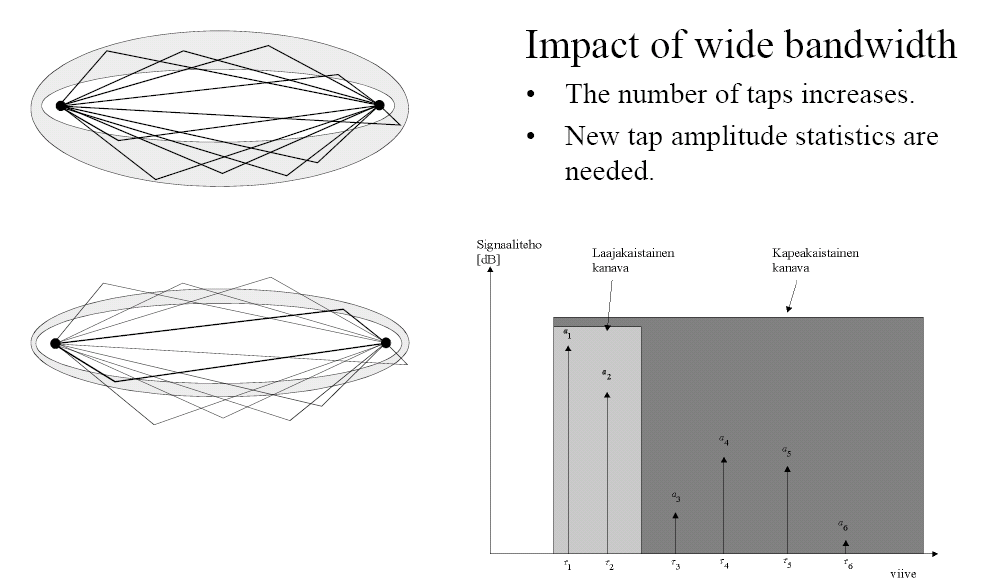 Impact of wide bandwidth
• The number of taps increases.
• New tap amplitude statistics are
needed.
Signaaliteho
[dB]
Laajakaistainen
kanava
Kapeakaistainen
kanava
a1
a2
a3
a4
a5
a6
τ1 τ2 τ3 τ4 τ5 τ6
viive